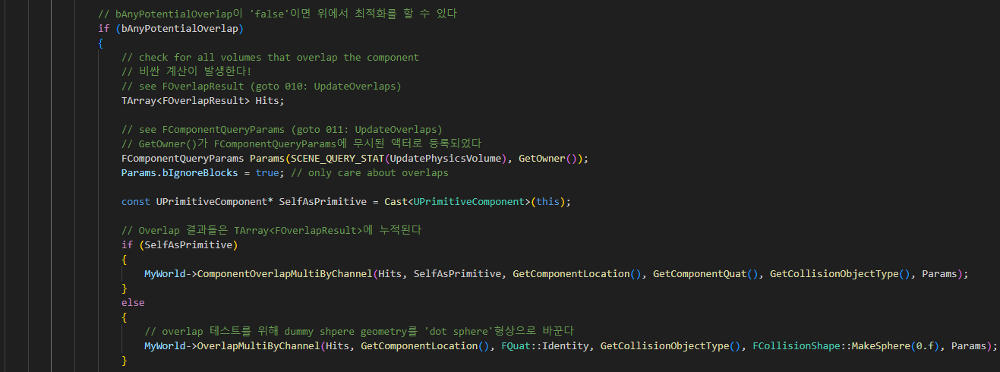 // bAnyPotentialOverlap이 'false'이면 위에서 최적화를 할 수 있다
if (bAnyPotentialOverlap)
{
// check for all volumes that overlap the component
// 비싼 계산이 발생한다!
// see FOverlapResult (goto 010: UpdateOverlaps)
TArray<FOverlapResult> Hits;
// see FComponentQueryParams (goto 011: UpdateOverlaps)
// GetOwner()가 FComponentQueryParams에 무시된 액터로 등록되었다
FComponentQueryParams Params(SCENE_QUERY_STAT(UpdatePhysicsVolume), GetOwner());
Params.bIgnoreBlocks = true; // only care about overlaps
const UPrimitiveComponent* SelfAsPrimitive = Cast<UPrimitiveComponent>(this);
// Overlap 결과들은 TArray<FOverlapResult>에 누적된다
if (SelfAsPrimitive)
{
MyWorld->ComponentOverlapMultiByChannel(Hits, SelfAsPrimitive, GetComponentLocation(), GetComponentQuat(), GetCollisionObjectType(), Params);
}
else
{
// overlap 테스트를 위해 dummy shpere geometry를 'dot sphere'형상으로 바꾼다
MyWorld->OverlapMultiByChannel(Hits, GetComponentLocation(), FQuat::Identity, GetCollisionObjectType(), FCollisionShape::MakeSphere(0.f), Params);
}